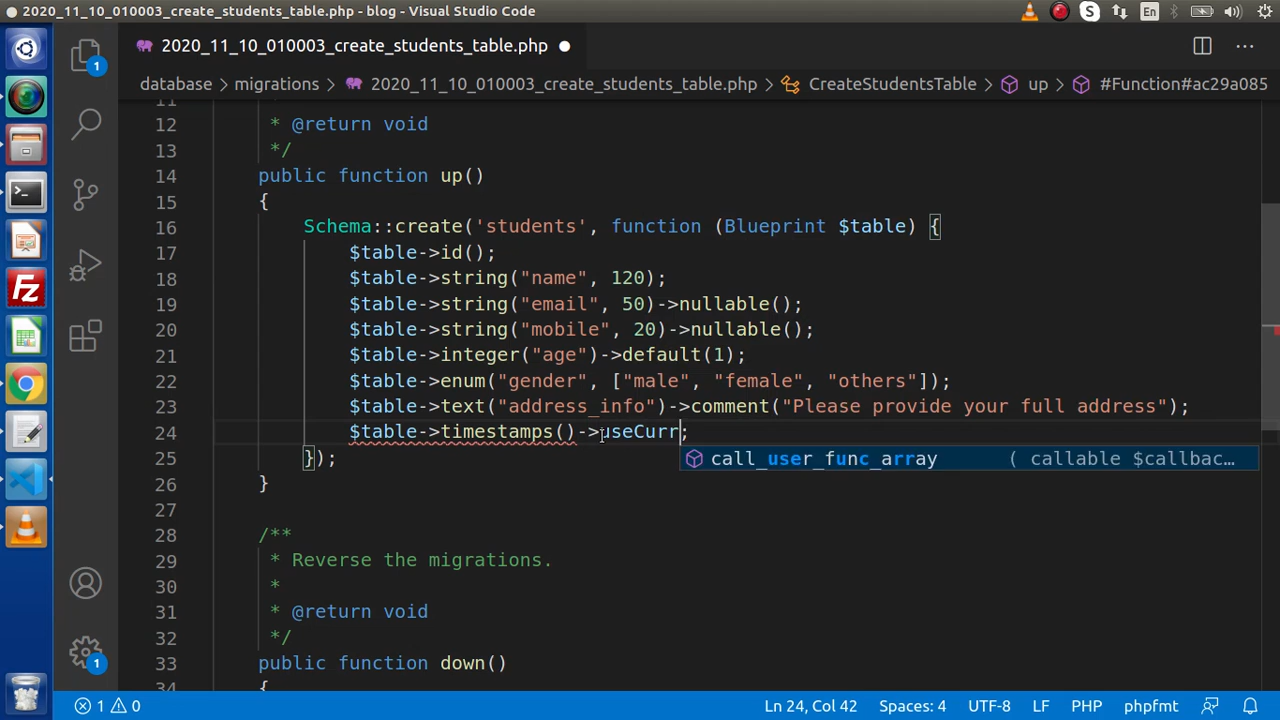 2020_11_10_010003_create_students_table.php - blog - Visual Studio Code
S
En
1
2020_11_10_010003_create_students_table.php
database > migrations > 2020_11_10_010003_create_students_table.php > CreateStudentsTable > up > #Function#ac29a085
11 *
12 * @return void
13 */
14 public function up()
15 {
16 Schema::create('students', function (Blueprint $table) {
17 $table->id();
18 $table->string("name", 120);
19 $table->string("email", 50)->nullable();
20 $table->string("mobile", 20)->nullable();
21 $table->integer("age")->default(1);
22 $table->enum("gender", ["male", "female", "others"]);
23 $table->text("address_info")->comment("Please provide your full address");
24 $table->timestamps()->useCurr;
25 });
call_user_func_array ( callable $callbac...
26 }
27
28 /**
29 * Reverse the migrations.
30 *
31 * @return void
32 */
33 public function down()
34 {
Fz
1
1 0
Ln 24, Col 42 Spaces: 4 UTF-8 LF PHP phpfmt